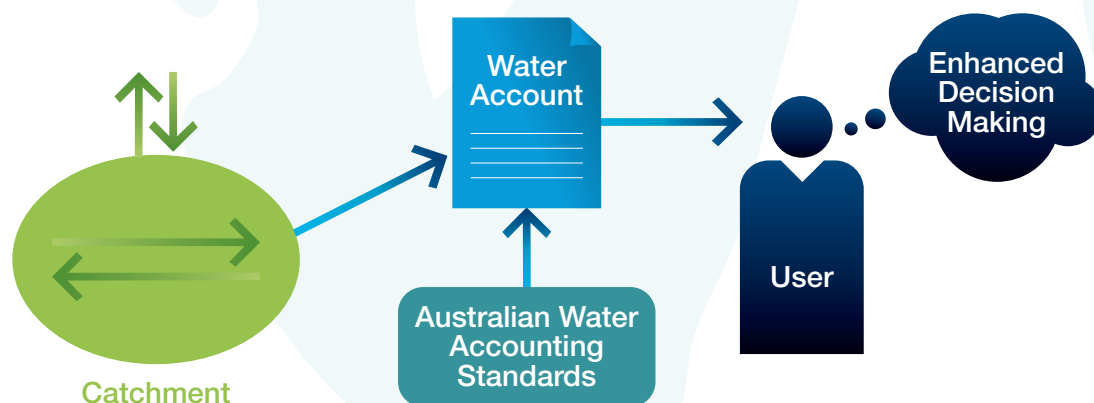 Water
Account
Enhanced
Decision
Making
User
Australian Water
Accounting
Standards
Catchment